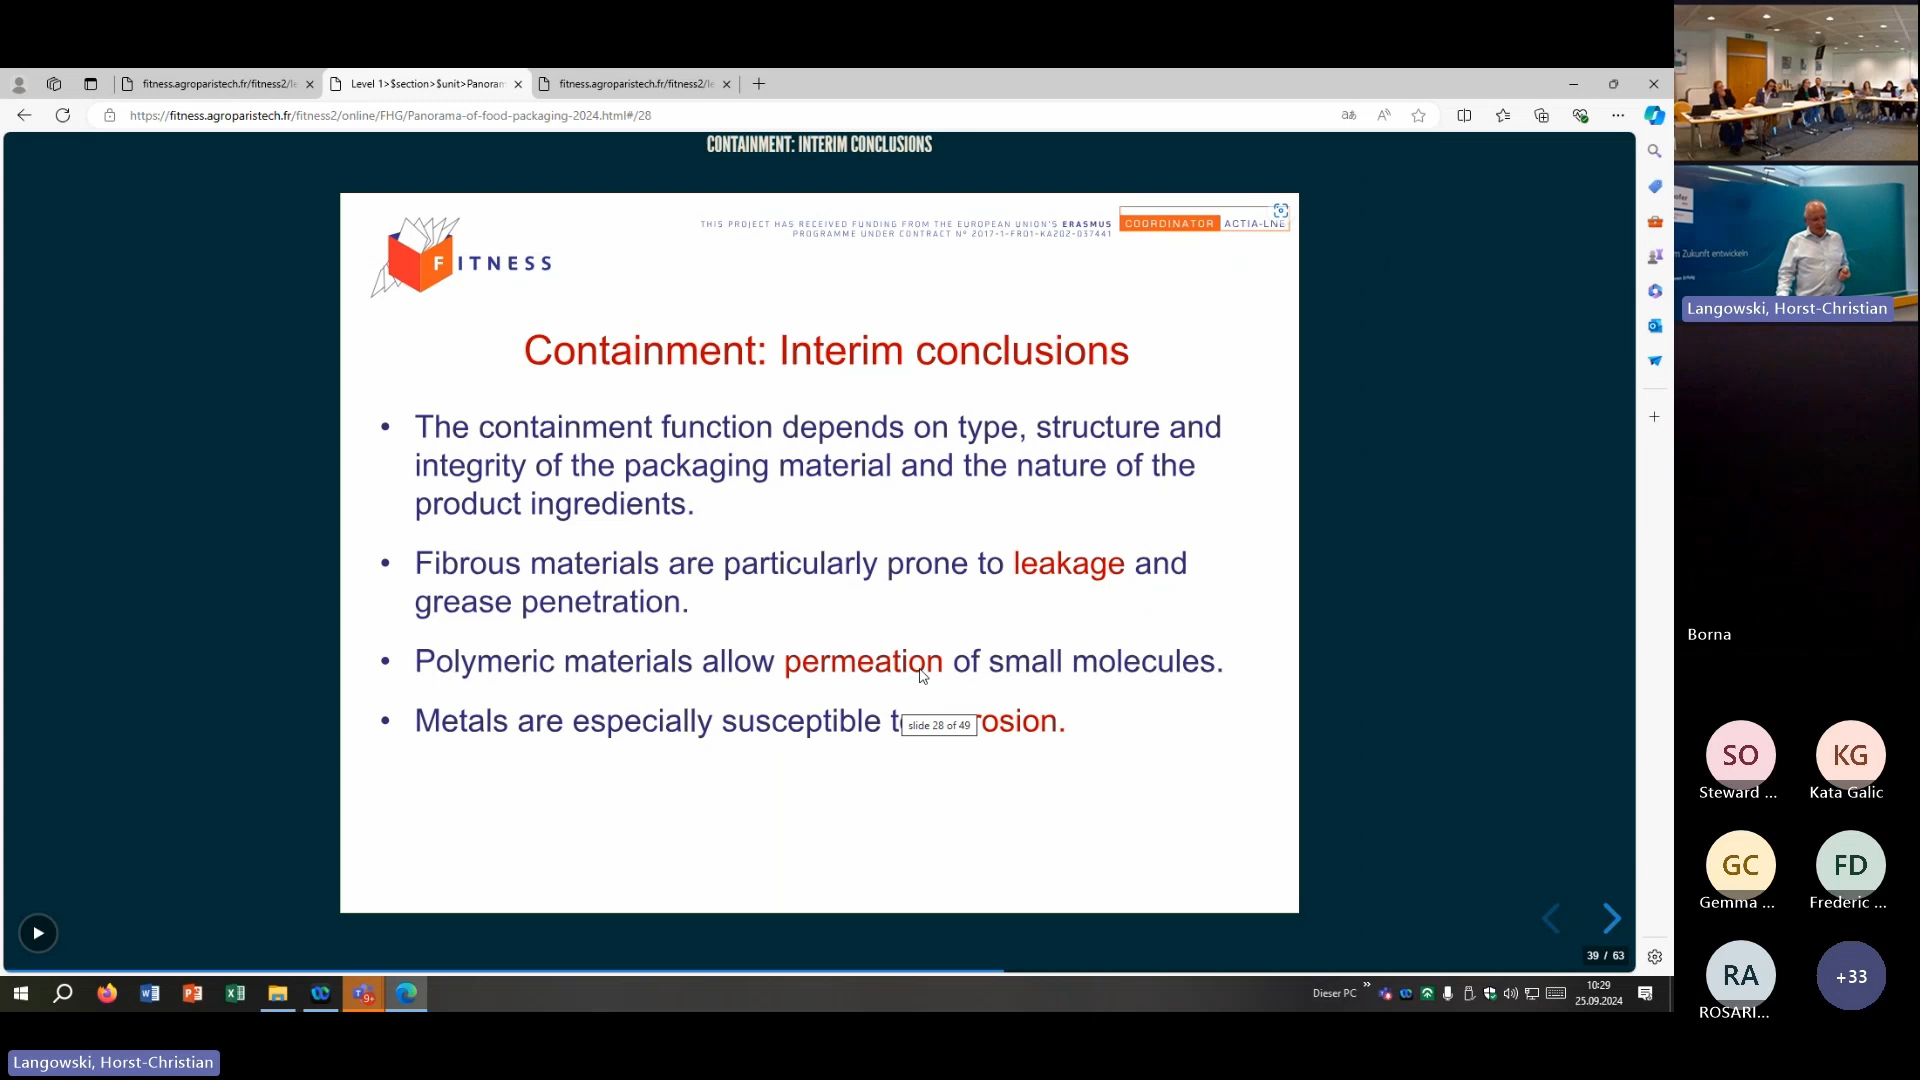 fitness.agroparistech.fr/fitness2/le
Level 1>$section>$unit>Panoram
fitness.agroparistech.fr/fitness2/le
https://fitness.agroparistech.fr/fitness2/online/FHG/Panorama-of-food-packaging-2024.html#/28
CONTAINMENT: INTERIM CONCLUSIONS
THIS PROJECT HAS RECEIVED FUNDING FROM THE EUROPEAN UNION'S ERASMUS
PROGRAMME UNDER CONTRACT Nº 2017-1-FR01-KA202-037441
COORDINATOR ACTIA-LNE
FITNESS
Containment: Interim conclusions
• The containment function depends on type, structure and
integrity of the packaging material and the nature of the
product ingredients.
• Fibrous materials are particularly prone to leakage and
grease penetration.
• Polymeric materials allow permeation of small molecules.
• Metals are especially susceptible t rosion.
slide 28 of 49
39 / 63
Dieser PC
10:29
25.09.2024
Zukunft entwickeln
Langowski, Horst-Christian
Borna
SO
Steward ...
KG
Kata Galic
GC
Gemma ...
FD
Frederic ...
RA
ROSARI...
+33
Langowski, Horst-Christian